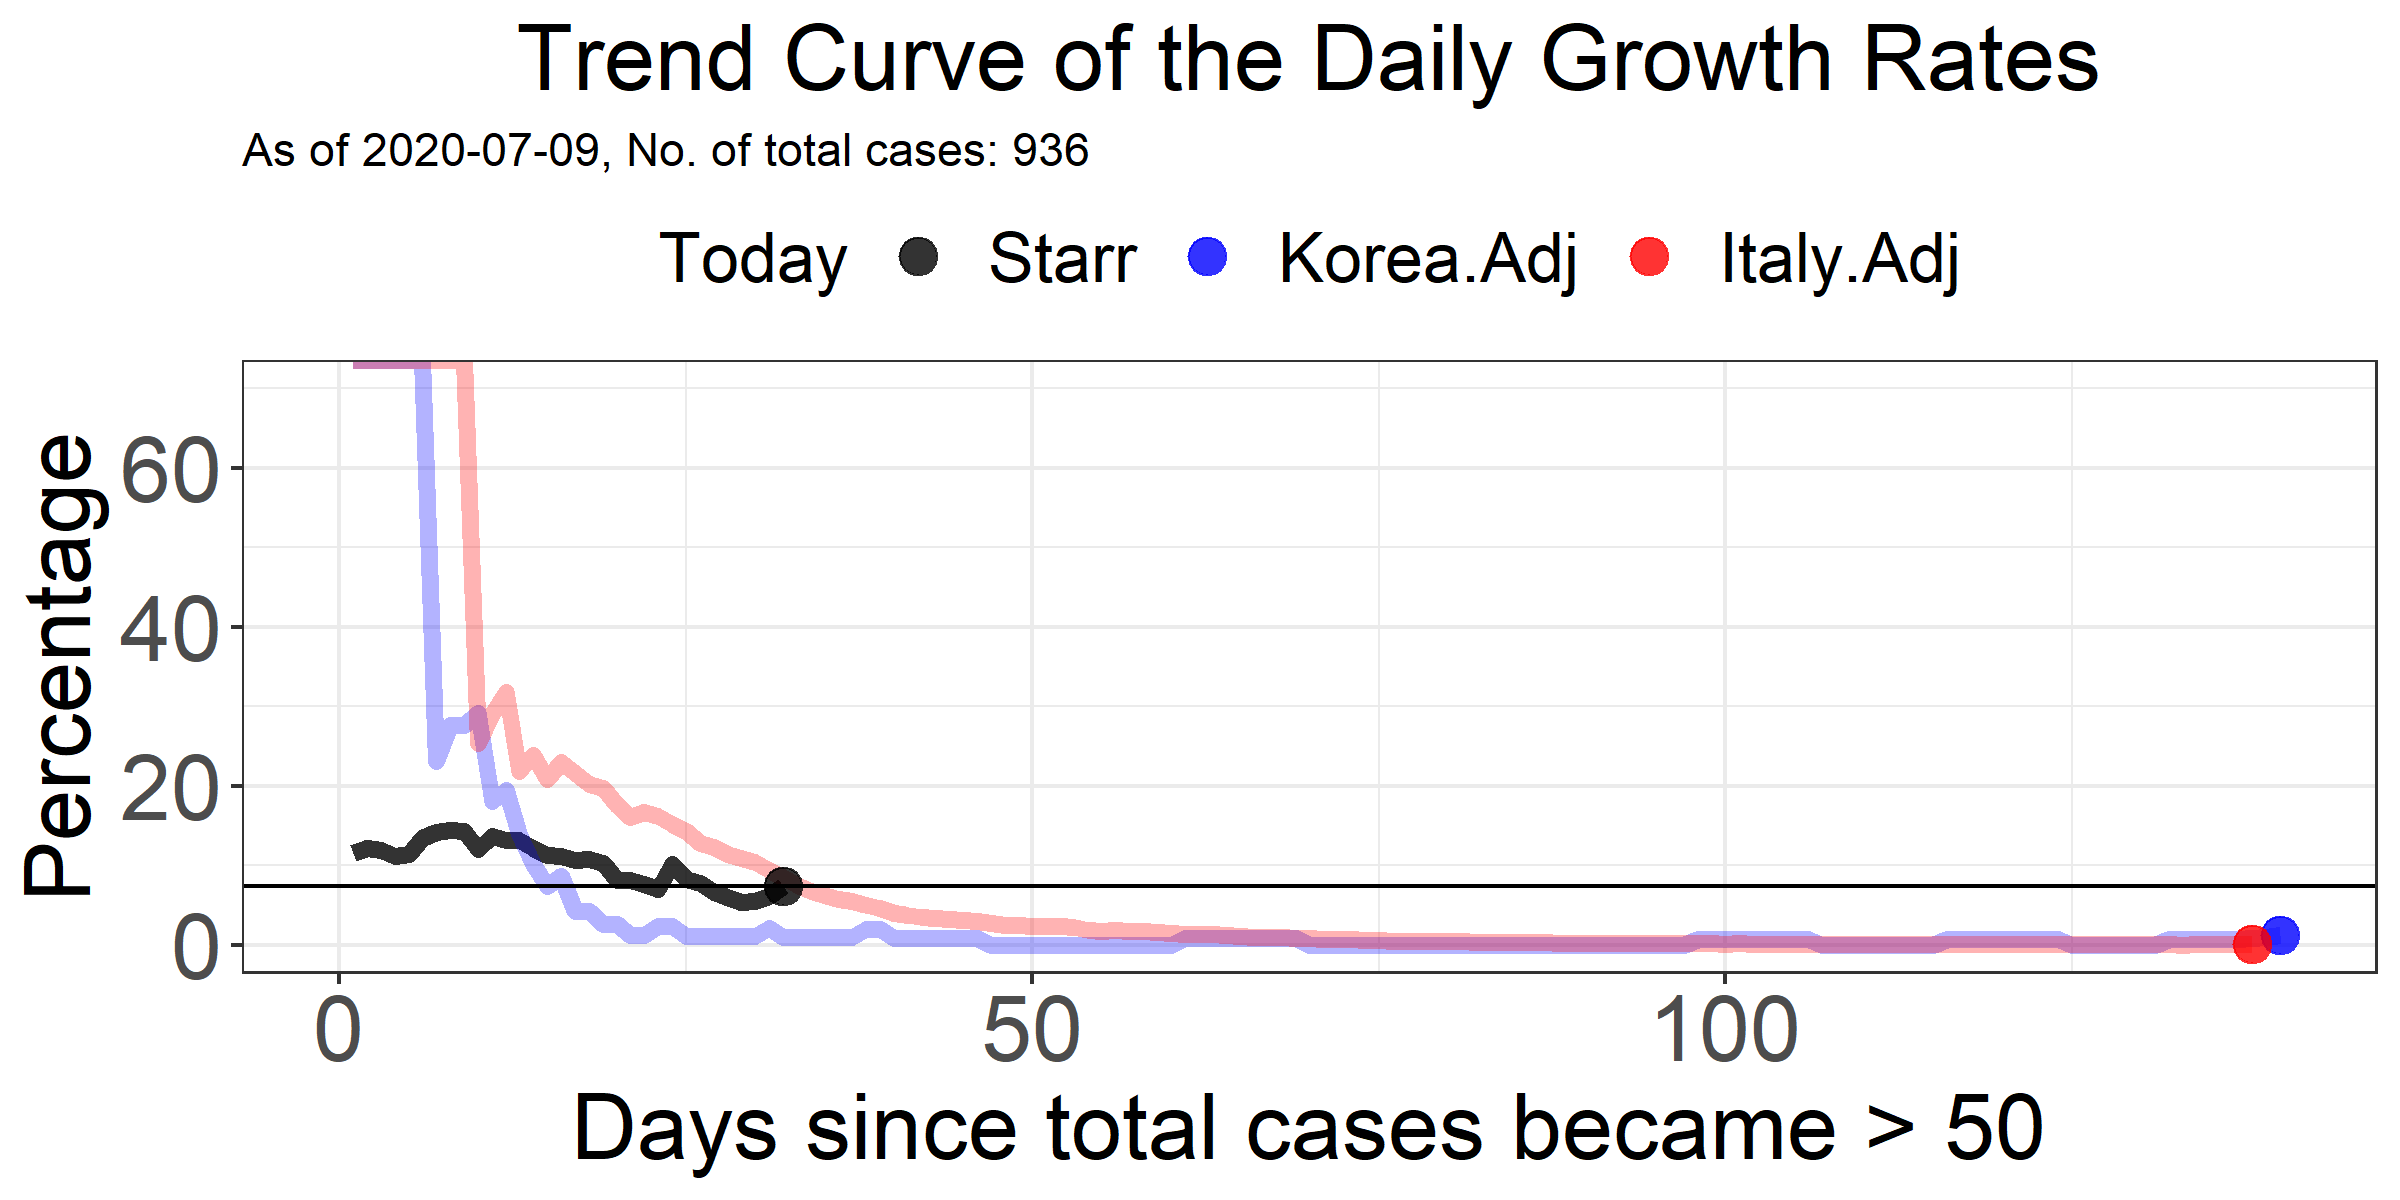 Trend Curve of the Daily Growth Rates
As of 2020-07-09, No. of total cases: 936
Today Starr Korea.Adj Italy.Adj
Percentage
60
40
20
0
0 50 100
Days since total cases became > 50